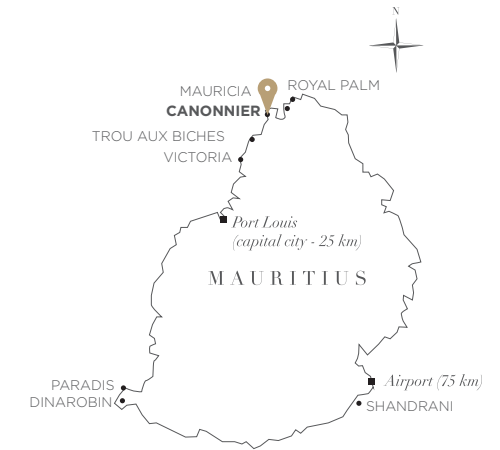 N
ROYAL PALM
MAURICIA
CANONNIER
TROU AUX BICHES
VICTORIA
Port Louis
(capital city - 25 km)
MAURITIUS
Airport (75 km)
PARADIS
DINAROBIN
SHANDRANI